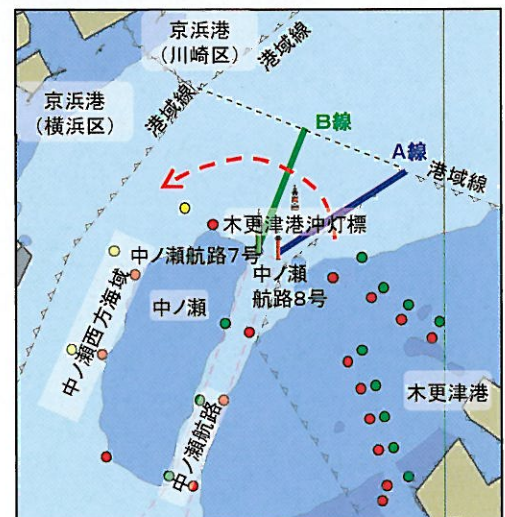 京浜港
（川崎区）
港域線
京浜港
（横浜区）
港域線
B線
A線
港域線
木更津港沖灯標
中ノ瀬航路7号
中ノ瀬
航路8号
中ノ瀬
中ノ瀬西方海域
木更津港
中ノ瀬航路